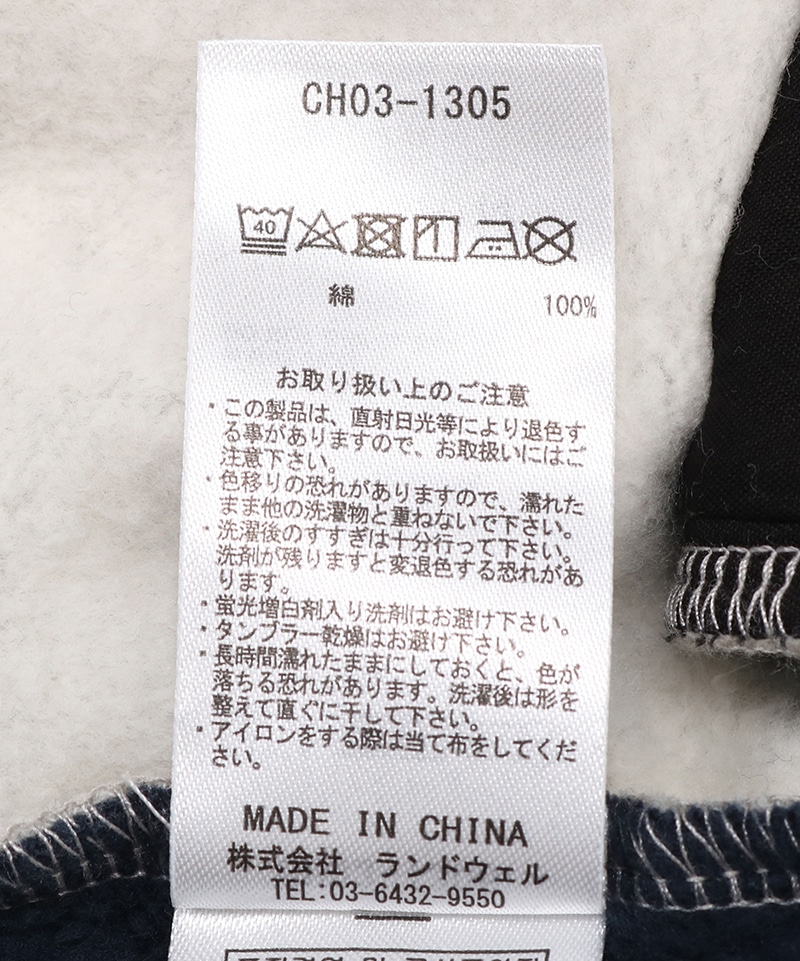 CH03-1305
40
綿 100%
お取り扱い上のご注意
・この製品は、直射日光等により退色す
る事がありますので、お取扱いにはご
注意下さい。
・色移りの恐れがありますので、濡れた
まま他の洗濯物と重ねないで下さい。
・洗濯後のすすぎは十分行って下さい。
洗剤が残りますと変退色する恐れがあ
ります。
・蛍光増白剤入り洗剤はお避け下さい。
・タンブラー乾燥はお避け下さい。
・長時間濡れたままにしておくと、色が
落ちる恐れがあります。洗濯後は形を
整えて直ぐに干して下さい。
・アイロンをする際は当て布をしてくだ
さい。
MADE IN CHINA
株式会社 ランドウェル
TEL:03-6432-9550